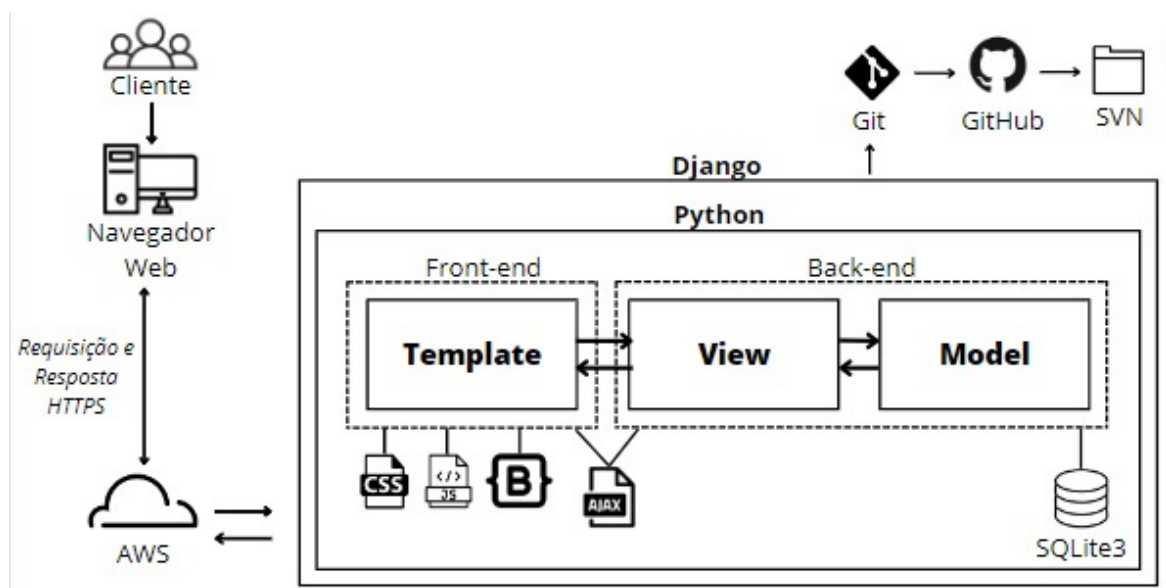 Cliente
Navegador
Web
Requisição e
Resposta
HTTPS
AWS
Git
GitHub
SVN
Django
Python
Front-end
Back-end
Template
View
Model
CSS
</>
JS
{B}
AJAX
SQLite3